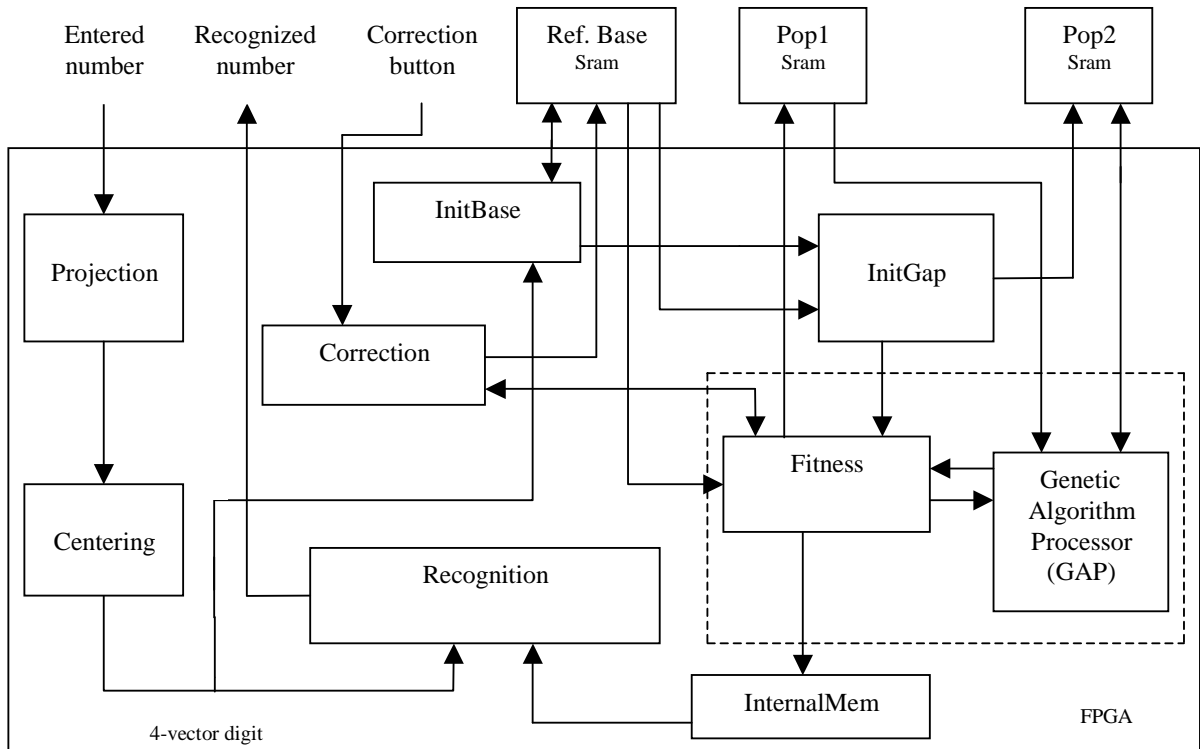 Entered
number
Recognized
number
Correction
button
Ref. Base
Sram
Pop1
Sram
Pop2
Sram
InitBase
Projection
InitGap
Correction
Fitness
Genetic
Algorithm
Processor
(GAP)
Centering
Recognition
InternalMem
4-vector digit
FPGA